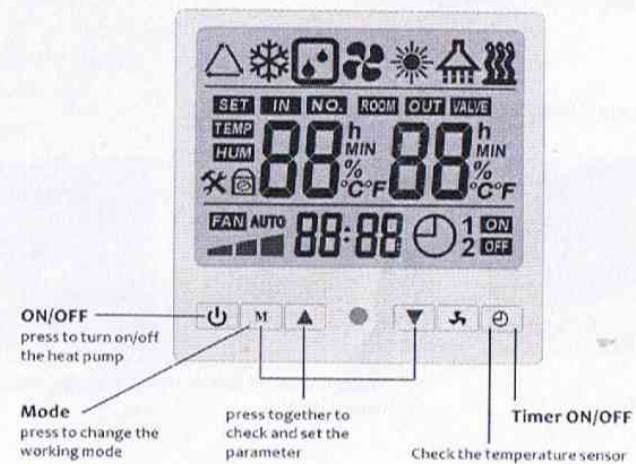 SET IN NO. ROOM OUT VALVE
TEMP
HUM
88 h MIN % °C°F 88 h MIN % °C°F
FAN AUTO 88:88 1 ON
2 OFF
M
ON/OFF
press to turn on/off
the heat pump
Mode
press to change the
working mode
press together to
check and set the
parameter
Timer ON/OFF
Check the temperature sensor